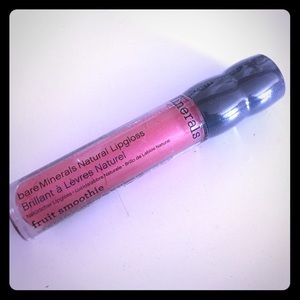 bareMinerals Natural Lipgloss
Brillant à Lèvres Naturel
fruit smoothie
minerals